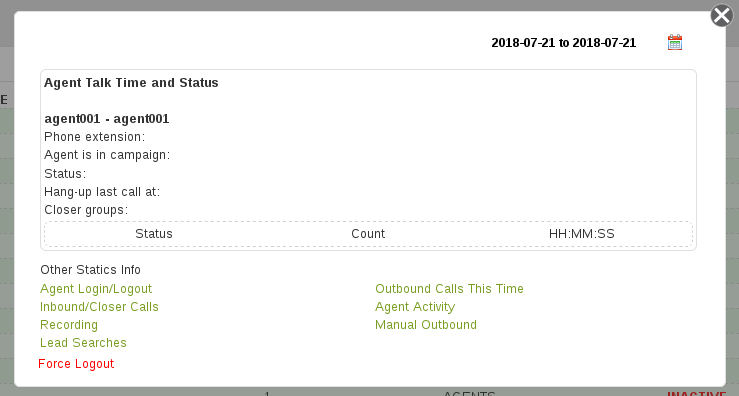 2018-07-21 to 2018-07-21
Agent Talk Time and Status
E
agent001 - agent001
Phone extension:
Agent is in campaign:
Status:
Hang-up last call at:
Closer groups:
Status Count HH:MM:SS
Other Statics Info
Agent Login/Logout Outbound Calls This Time
Inbound/Closer Calls Agent Activity
Recording Manual Outbound
Lead Searches
Force Logout
1 AGENTS INACTIVE